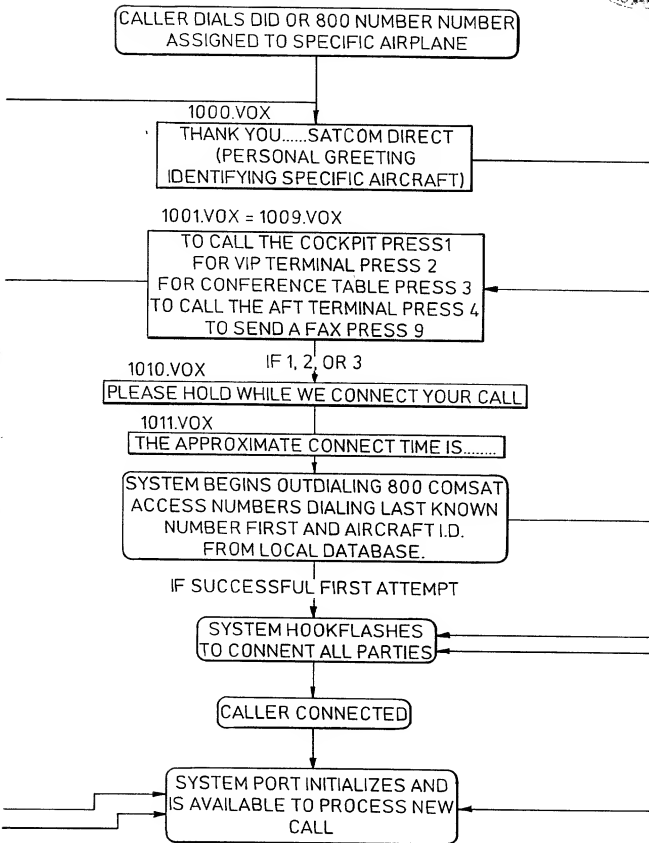 CALLER DIALS DID OR 800 NUMBER NUMBER
ASSIGNED TO SPECIFIC AIRPLANE
1000.VOX
THANK YOU......SATCOM DIRECT
(PERSONAL GREETING
IDENTIFYING SPECIFIC AIRCRAFT)
1001.VOX = 1009.VOX
TO CALL THE COCKPIT PRESS1
FOR VIP TERMINAL PRESS 2
FOR CONFERENCE TABLE PRESS 3
TO CALL THE AFT TERMINAL PRESS 4
TO SEND A FAX PRESS 9
IF 1, 2, OR 3
1010.VOX
PLEASE HOLD WHILE WE CONNECT YOUR CALL
1011.VOX
THE APPROXIMATE CONNECT TIME IS........
SYSTEM BEGINS OUTDIALING 800 COMSAT
ACCESS NUMBERS DIALING LAST KNOWN
NUMBER FIRST AND AIRCRAFT I.D.
FROM LOCAL DATABASE.
IF SUCCESSFUL FIRST ATTEMPT
SYSTEM HOOKFLASHES
TO CONNENT ALL PARTIES
CALLER CONNECTED
SYSTEM PORT INITIALIZES AND
IS AVAILABLE TO PROCESS NEW
CALL